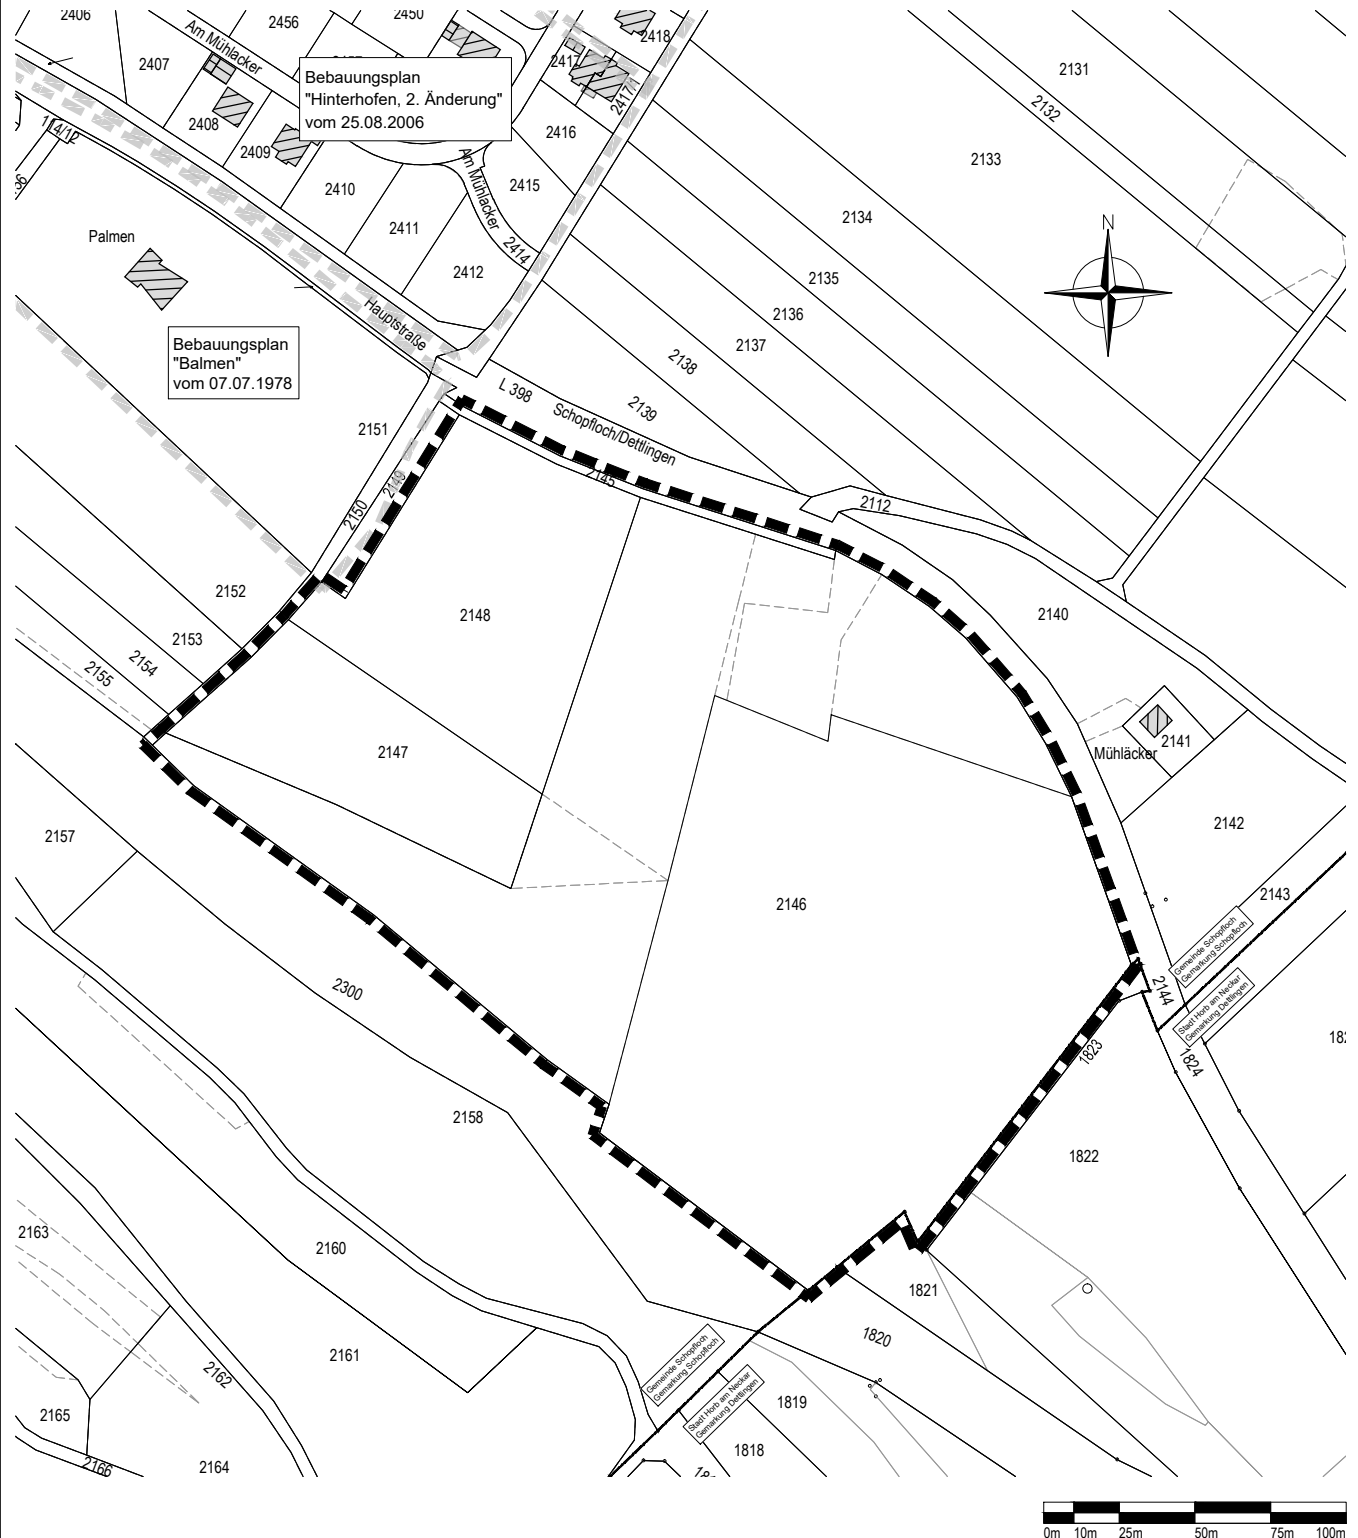 2406
2456
2450
2418
Am Mühlacker
2407
2417
2131
Bebauungsplan
"Hinterhofen, 2. Änderung"
vom 25.08.2006
2417/1
2132
2408
114/12
2416
2409
2133
Am Mühlacker
2410
2415
2134
2411
N
Palmen
2414
2412
2135
Hauptstraße
2136
Bebauungsplan
"Balmen"
vom 07.07.1978
2137
2138
L 398
2139
Schopfloch/Dettlingen
2151
2145
2149
2112
2150
2152
2148
2140
2153
2154
2155
2147
2141
Mühläcker
2157
2142
2146
2143
Gemeinde Schopfloch
Gemarkung Schopfloch
2300
2144
Stadt Horb am Neckar
Gemarkung Dettingen
1823
1824
2158
1822
2163
2160
1821
1820
2161
Gemeinde Schopfloch
Gemarkung Schopfloch
2162
Stadt Horb am Neckar
Gemarkung Dettingen
1819
2165
1818
2166
2164
0m 10m 25m 50m 75m 100m